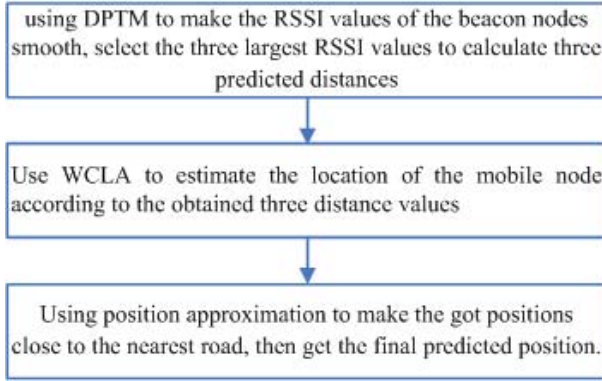 using DPTM to make the RSSI values of the beacon nodes
smooth, select the three largest RSSI values to calculate three
predicted distances
Use WCLA to estimate the location of the mobile node
according to the obtained three distance values
Using position approximation to make the got positions
close to the nearest road, then get the final predicted position.